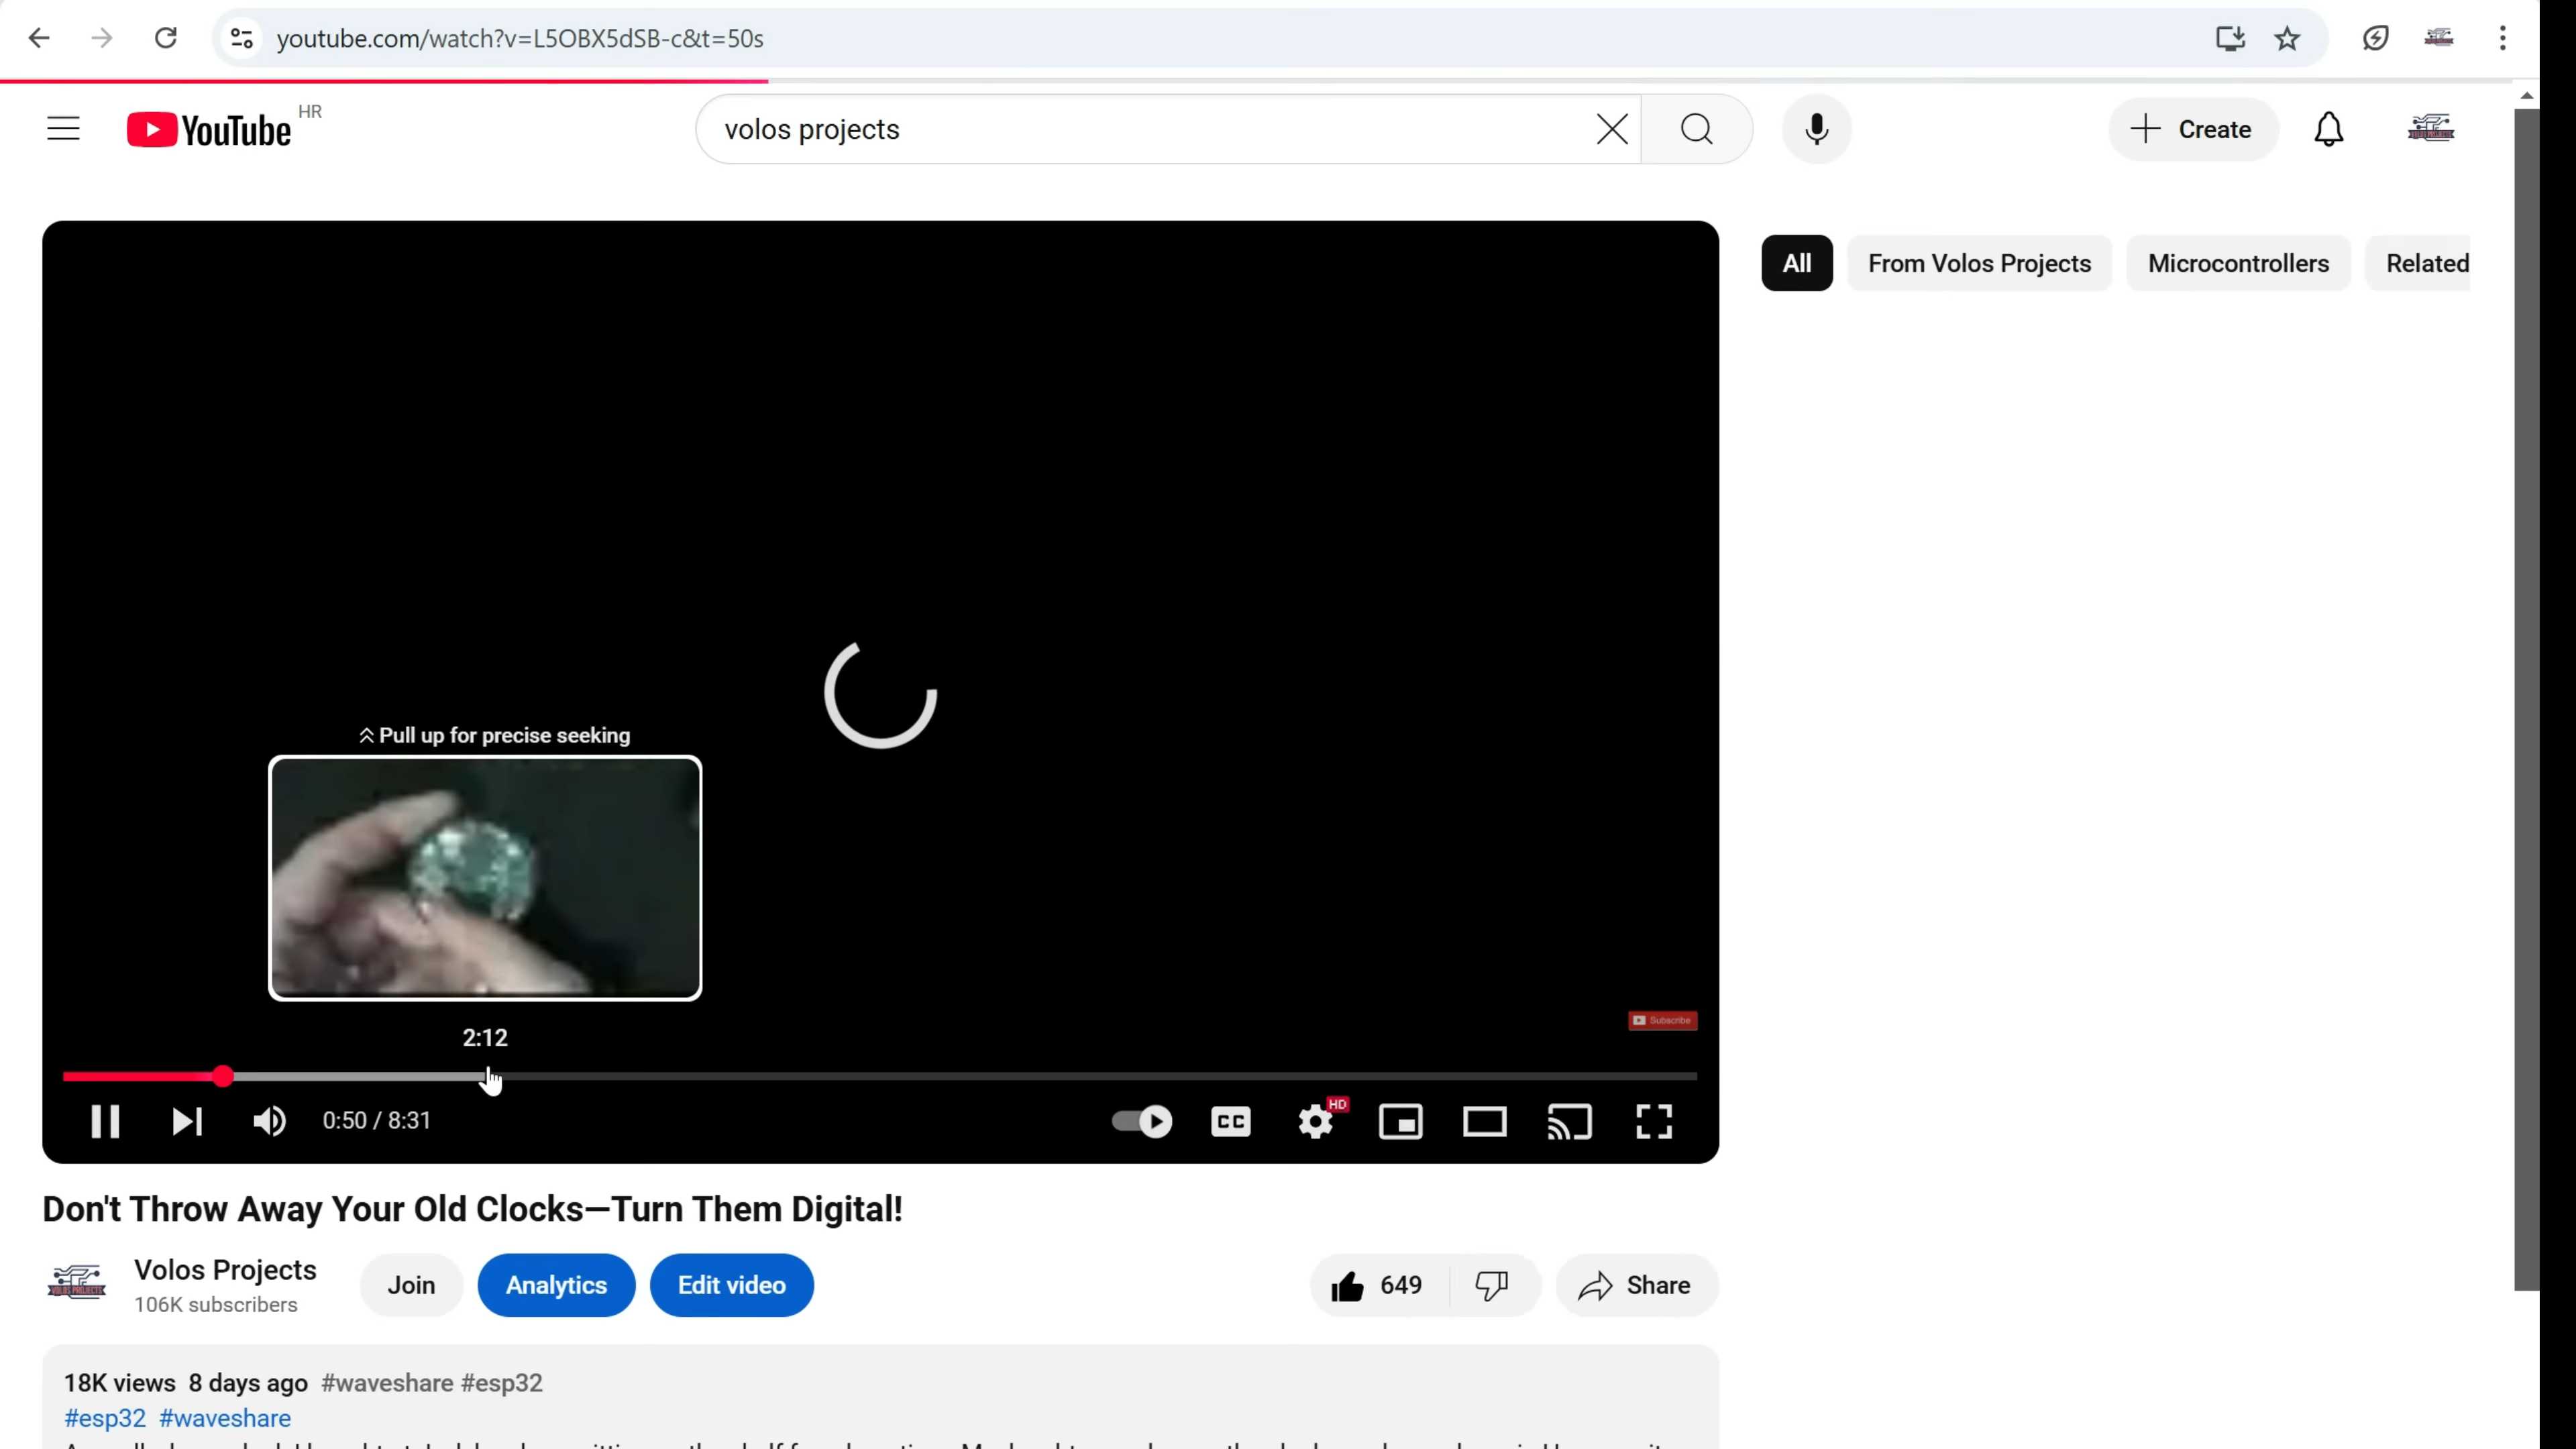 youtube.com/watch?v=L5OBX5dSB-c&t=50s
YouTube HR
volos projects
Create
All
From Volos Projects
Microcontrollers
Related
Pull up for precise seeking
2:12
Subscribe
0:50 / 8:31
CC
HD
Don't Throw Away Your Old Clocks—Turn Them Digital!
Volos Projects
106K subscribers
Join
Analytics
Edit video
649
Share
18K views 8 days ago #waveshare #esp32
#esp32 #waveshare